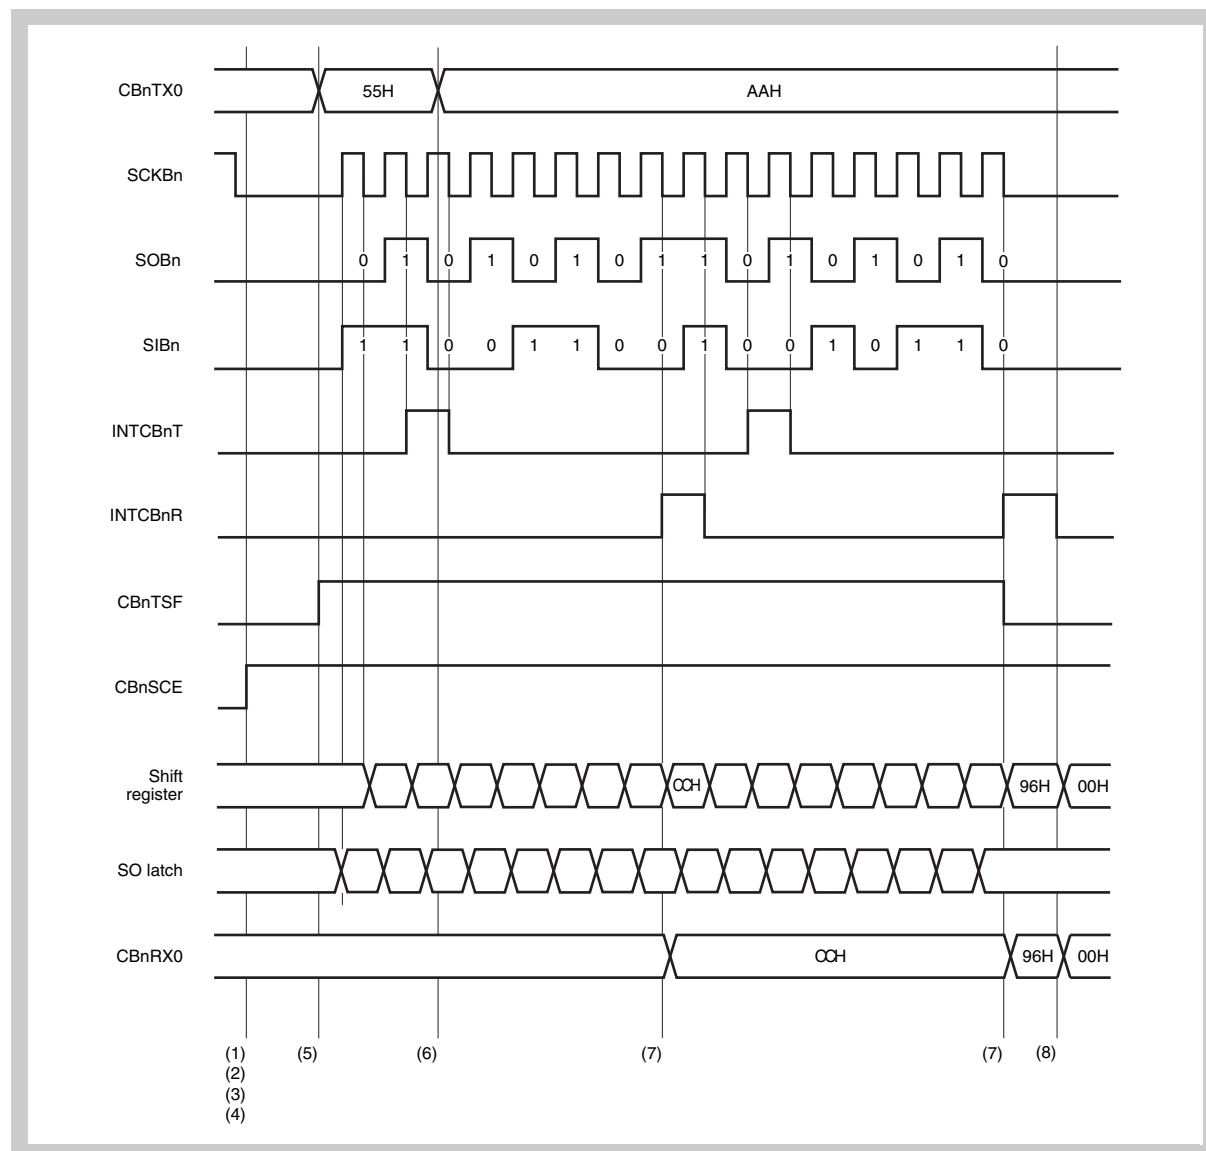 CBnTX0 55H AAH
SCKBn
SOBn 0 1 0 1 0 1 0 1 1 0 1 0 1 0 1 0
SIBn 1 1 0 0 1 1 0 0 1 0 0 1 0 1 1 0
INTCBnT
INTCBnR
CBnTSF
CBnSCE
Shift
register CCH 96H 00H
SO latch
CBnRX0 CCH 96H 00H
(1) (5) (6) (7) (7) (8)
(2)
(3)
(4)